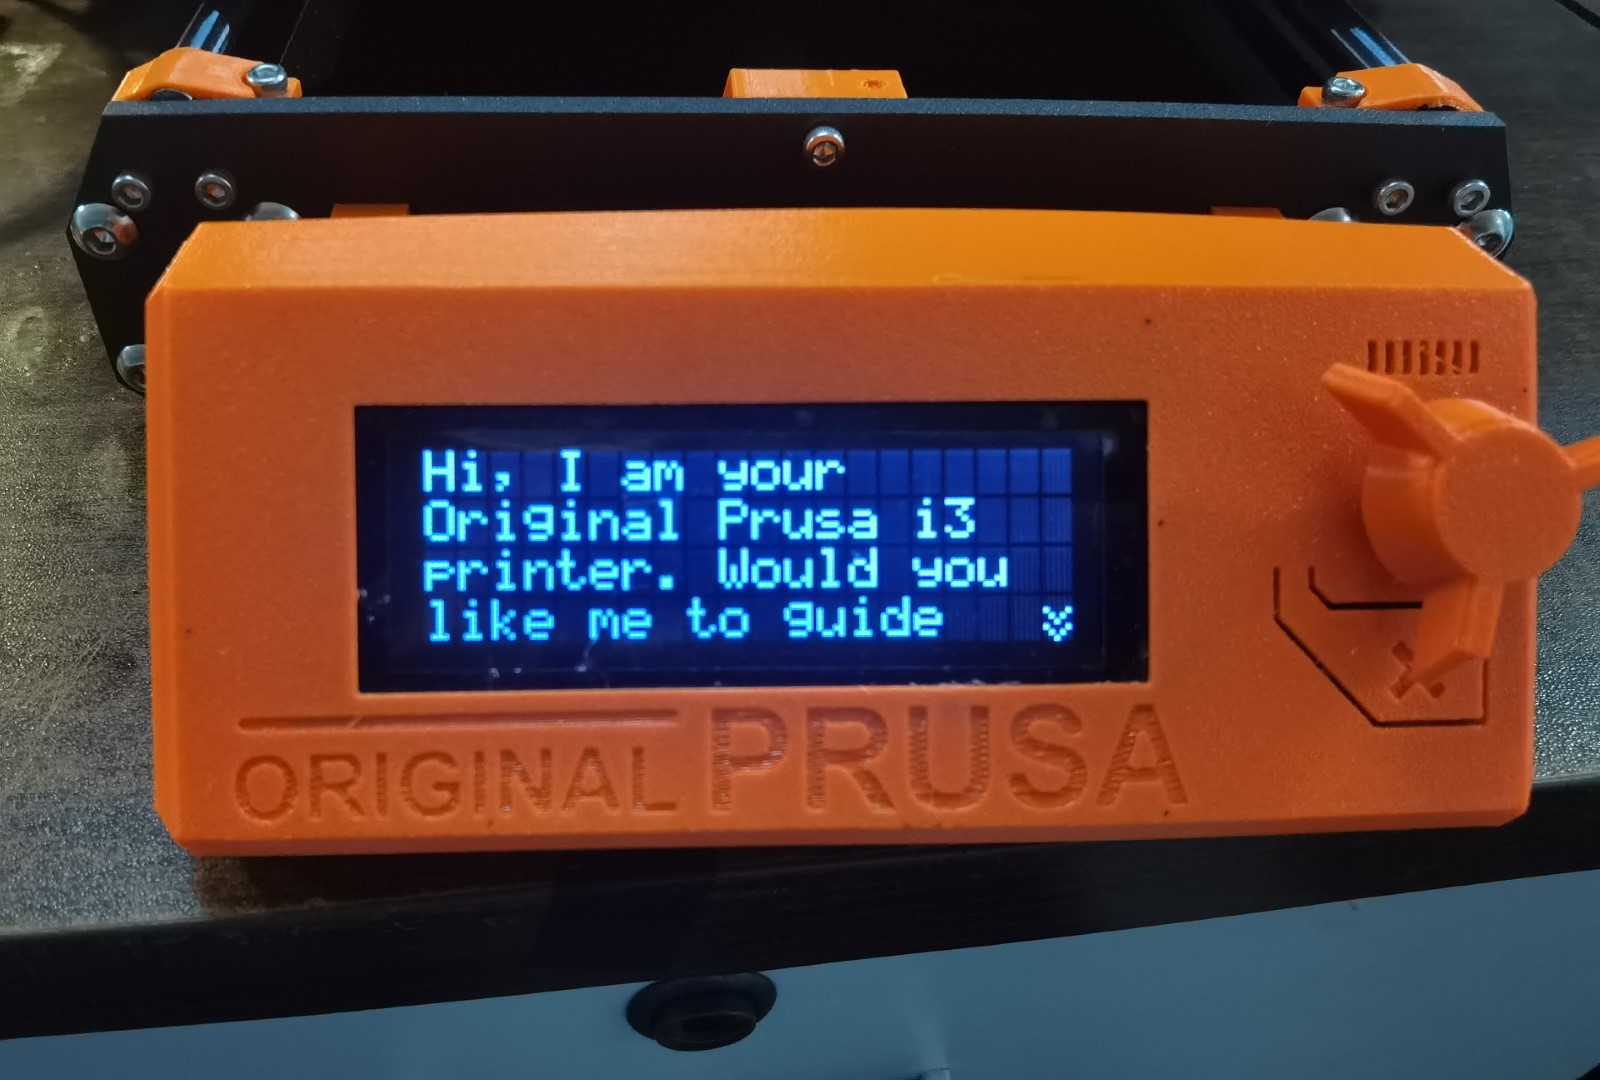 Hi, I am your
Original Prusa i3
printer. Would you
like me to guide
ORIGINAL PRUSA